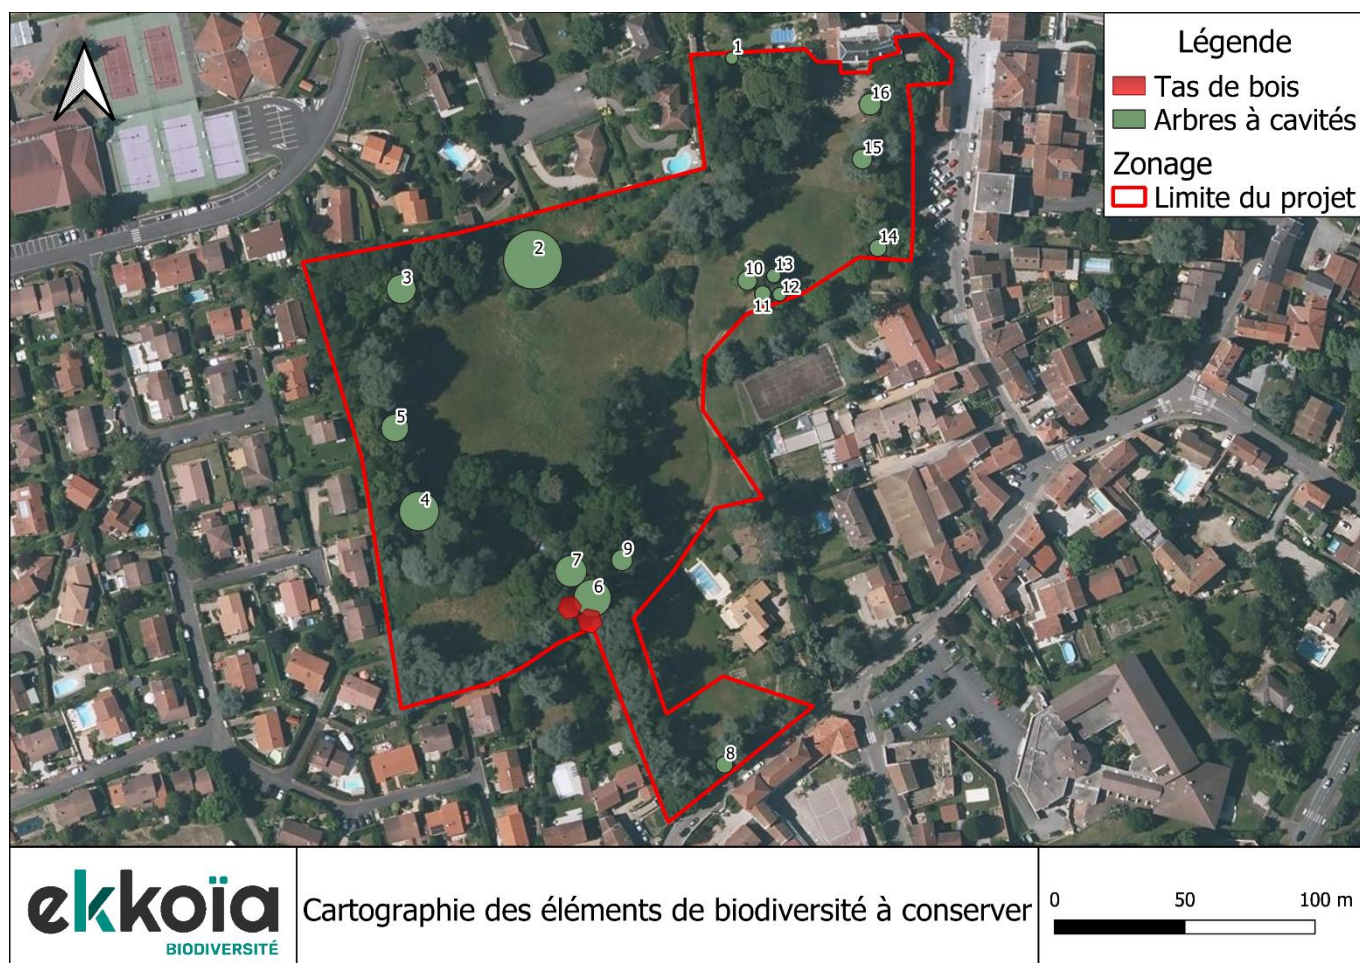 Légende
Tas de bois
Arbres à cavités
Zonage
Limite du projet
1
16
15
2
3
14
10
13
12
11
5
4
9
7
6
8
ekkoïa
BIODIVERSITÉ
Cartographie des éléments de biodiversité à conserver
0 50 100 m